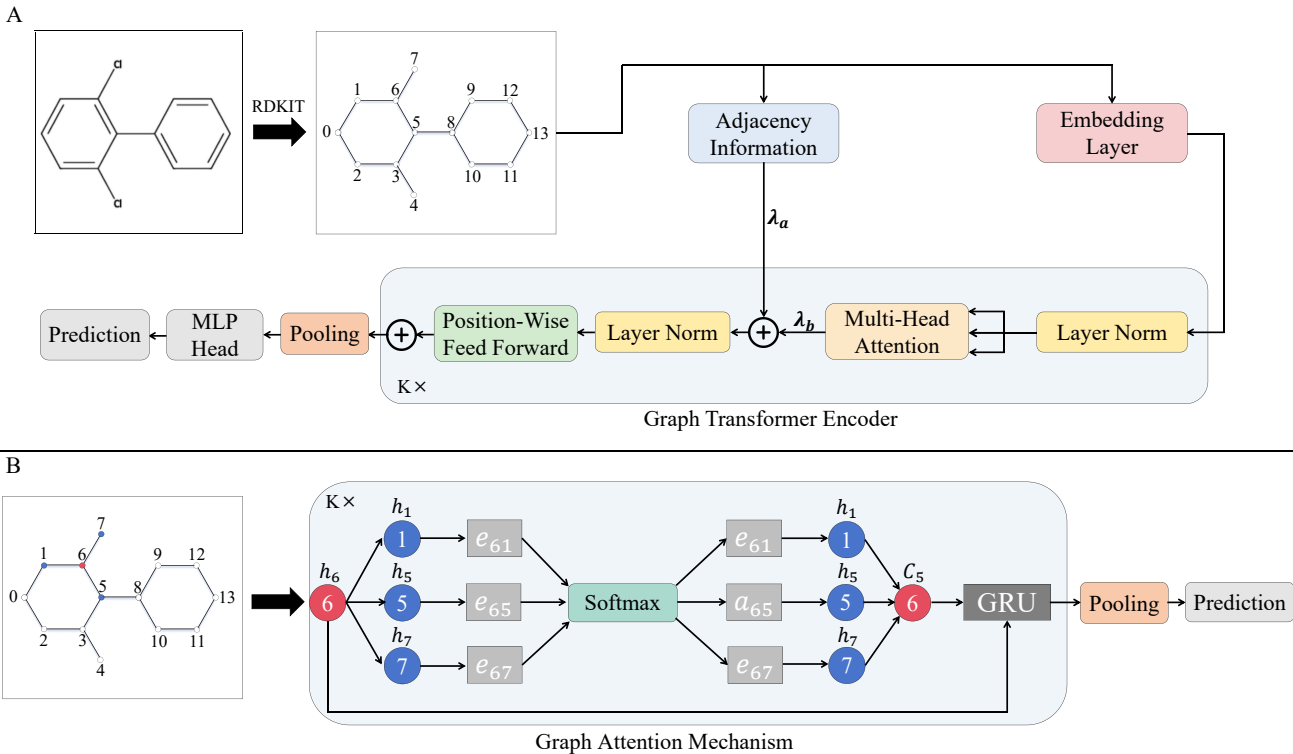 A
a
a
RDKIT
7
1
6
9
12
0
5
8
13
2
3
10
11
4
Adjacency
Information
Embedding
Layer
λa
Prediction
MLP
Head
Pooling
+
Position-Wise
Feed Forward
Layer Norm
+
λb
Multi-Head
Attention
Layer Norm
K ×
Graph Transformer Encoder
B
7
1
6
9
12
0
5
8
13
2
3
10
11
4
K ×
h6
6
h1
1
e61
h5
5
e65
h7
7
e67
Softmax
e61
h1
1
a65
h5
5
e67
h7
7
C5
6
GRU
Pooling
Prediction
Graph Attention Mechanism